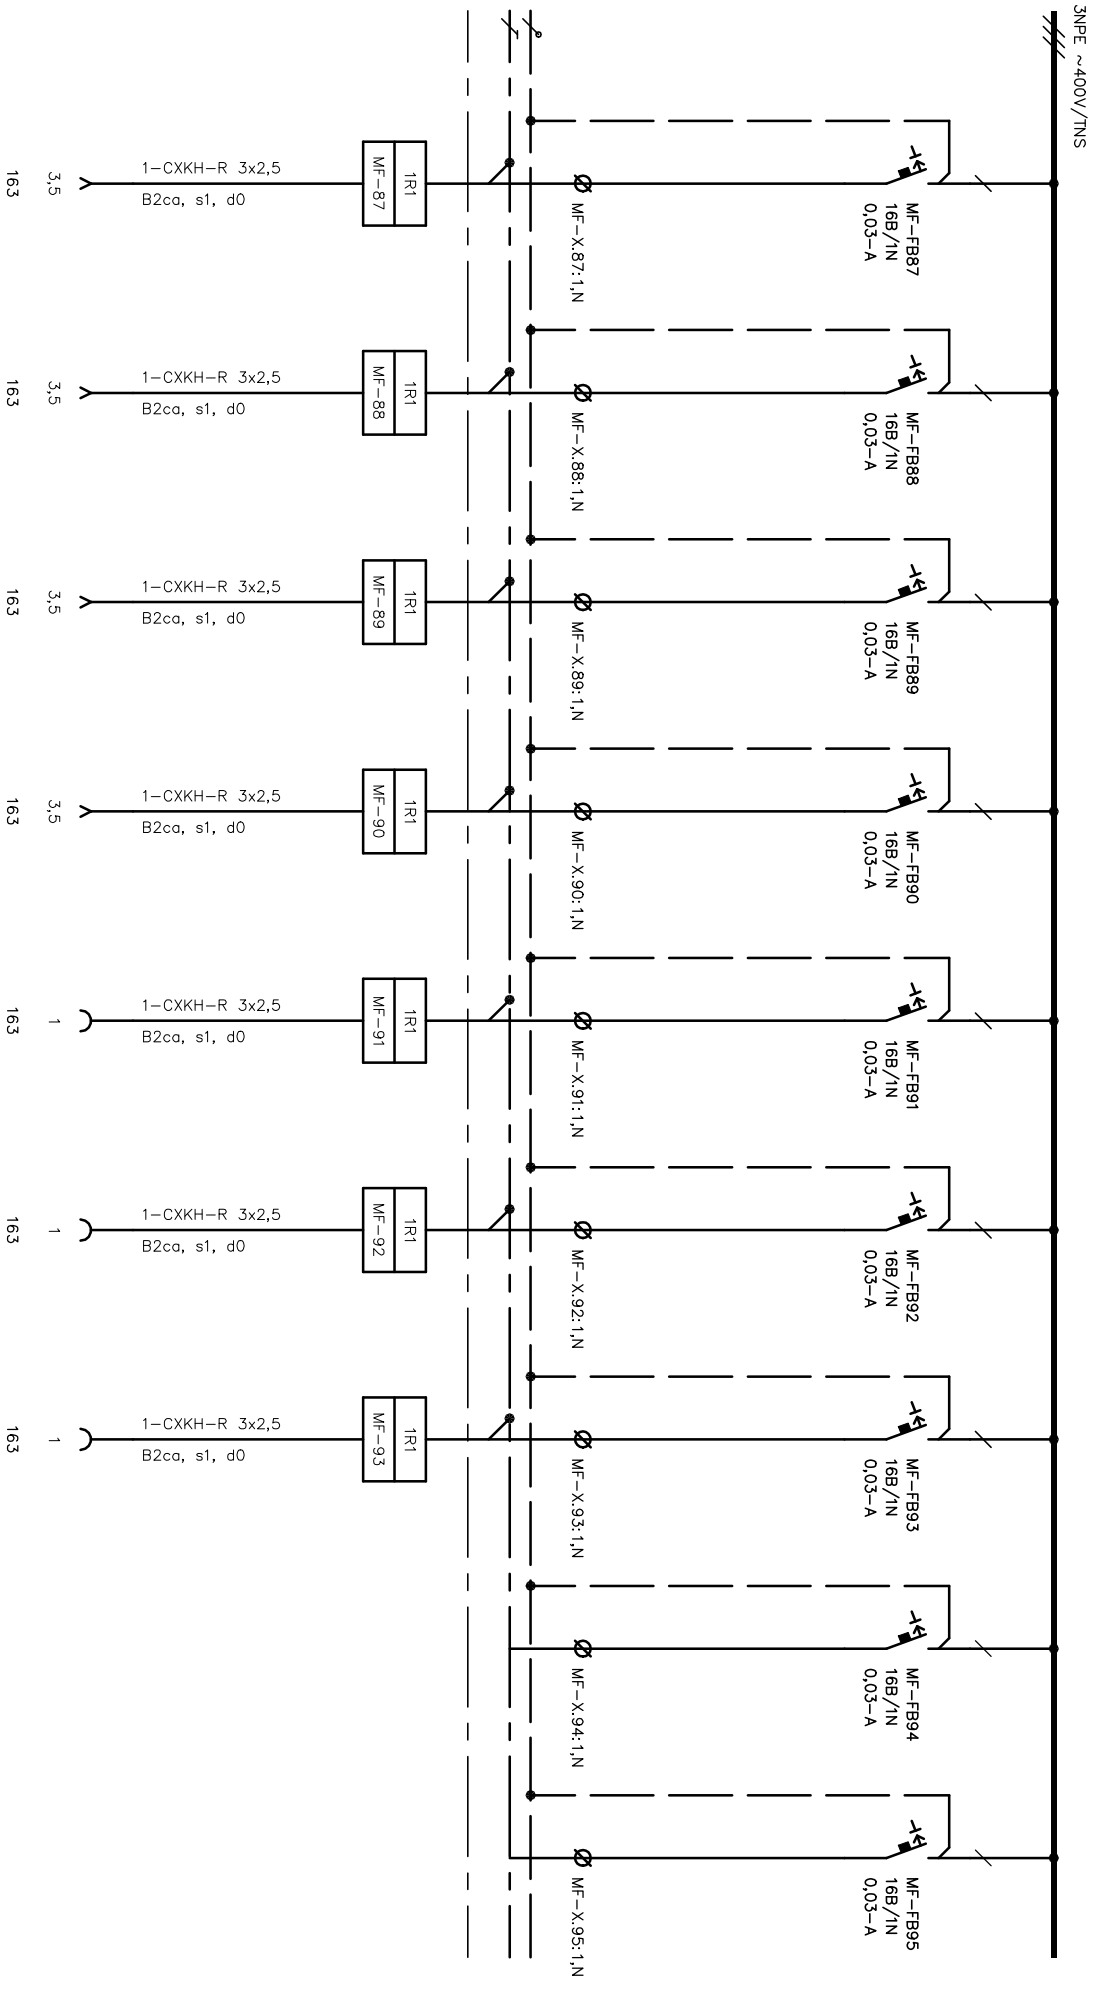 3NPE ~400V/TNS
MF-FB87
16B/1N
0,03-A
MF-X.87:1,N
1R1
MF-87
1-CXKH-R 3x2,5
B2ca, s1, d0
3,5
163
MF-FB88
16B/1N
0,03-A
MF-X.88:1,N
1R1
MF-88
1-CXKH-R 3x2,5
B2ca, s1, d0
3,5
163
MF-FB89
16B/1N
0,03-A
MF-X.89:1,N
1R1
MF-89
1-CXKH-R 3x2,5
B2ca, s1, d0
3,5
163
MF-FB90
16B/1N
0,03-A
MF-X.90:1,N
1R1
MF-90
1-CXKH-R 3x2,5
B2ca, s1, d0
3,5
163
MF-FB91
16B/1N
0,03-A
MF-X.91:1,N
1R1
MF-91
1-CXKH-R 3x2,5
B2ca, s1, d0
1
163
MF-FB92
16B/1N
0,03-A
MF-X.92:1,N
1R1
MF-92
1-CXKH-R 3x2,5
B2ca, s1, d0
1
163
MF-FB93
16B/1N
0,03-A
MF-X.93:1,N
1R1
MF-93
1-CXKH-R 3x2,5
B2ca, s1, d0
1
163
MF-FB94
16B/1N
0,03-A
MF-X.94:1,N
MF-FB95
16B/1N
0,03-A
MF-X.95:1,N